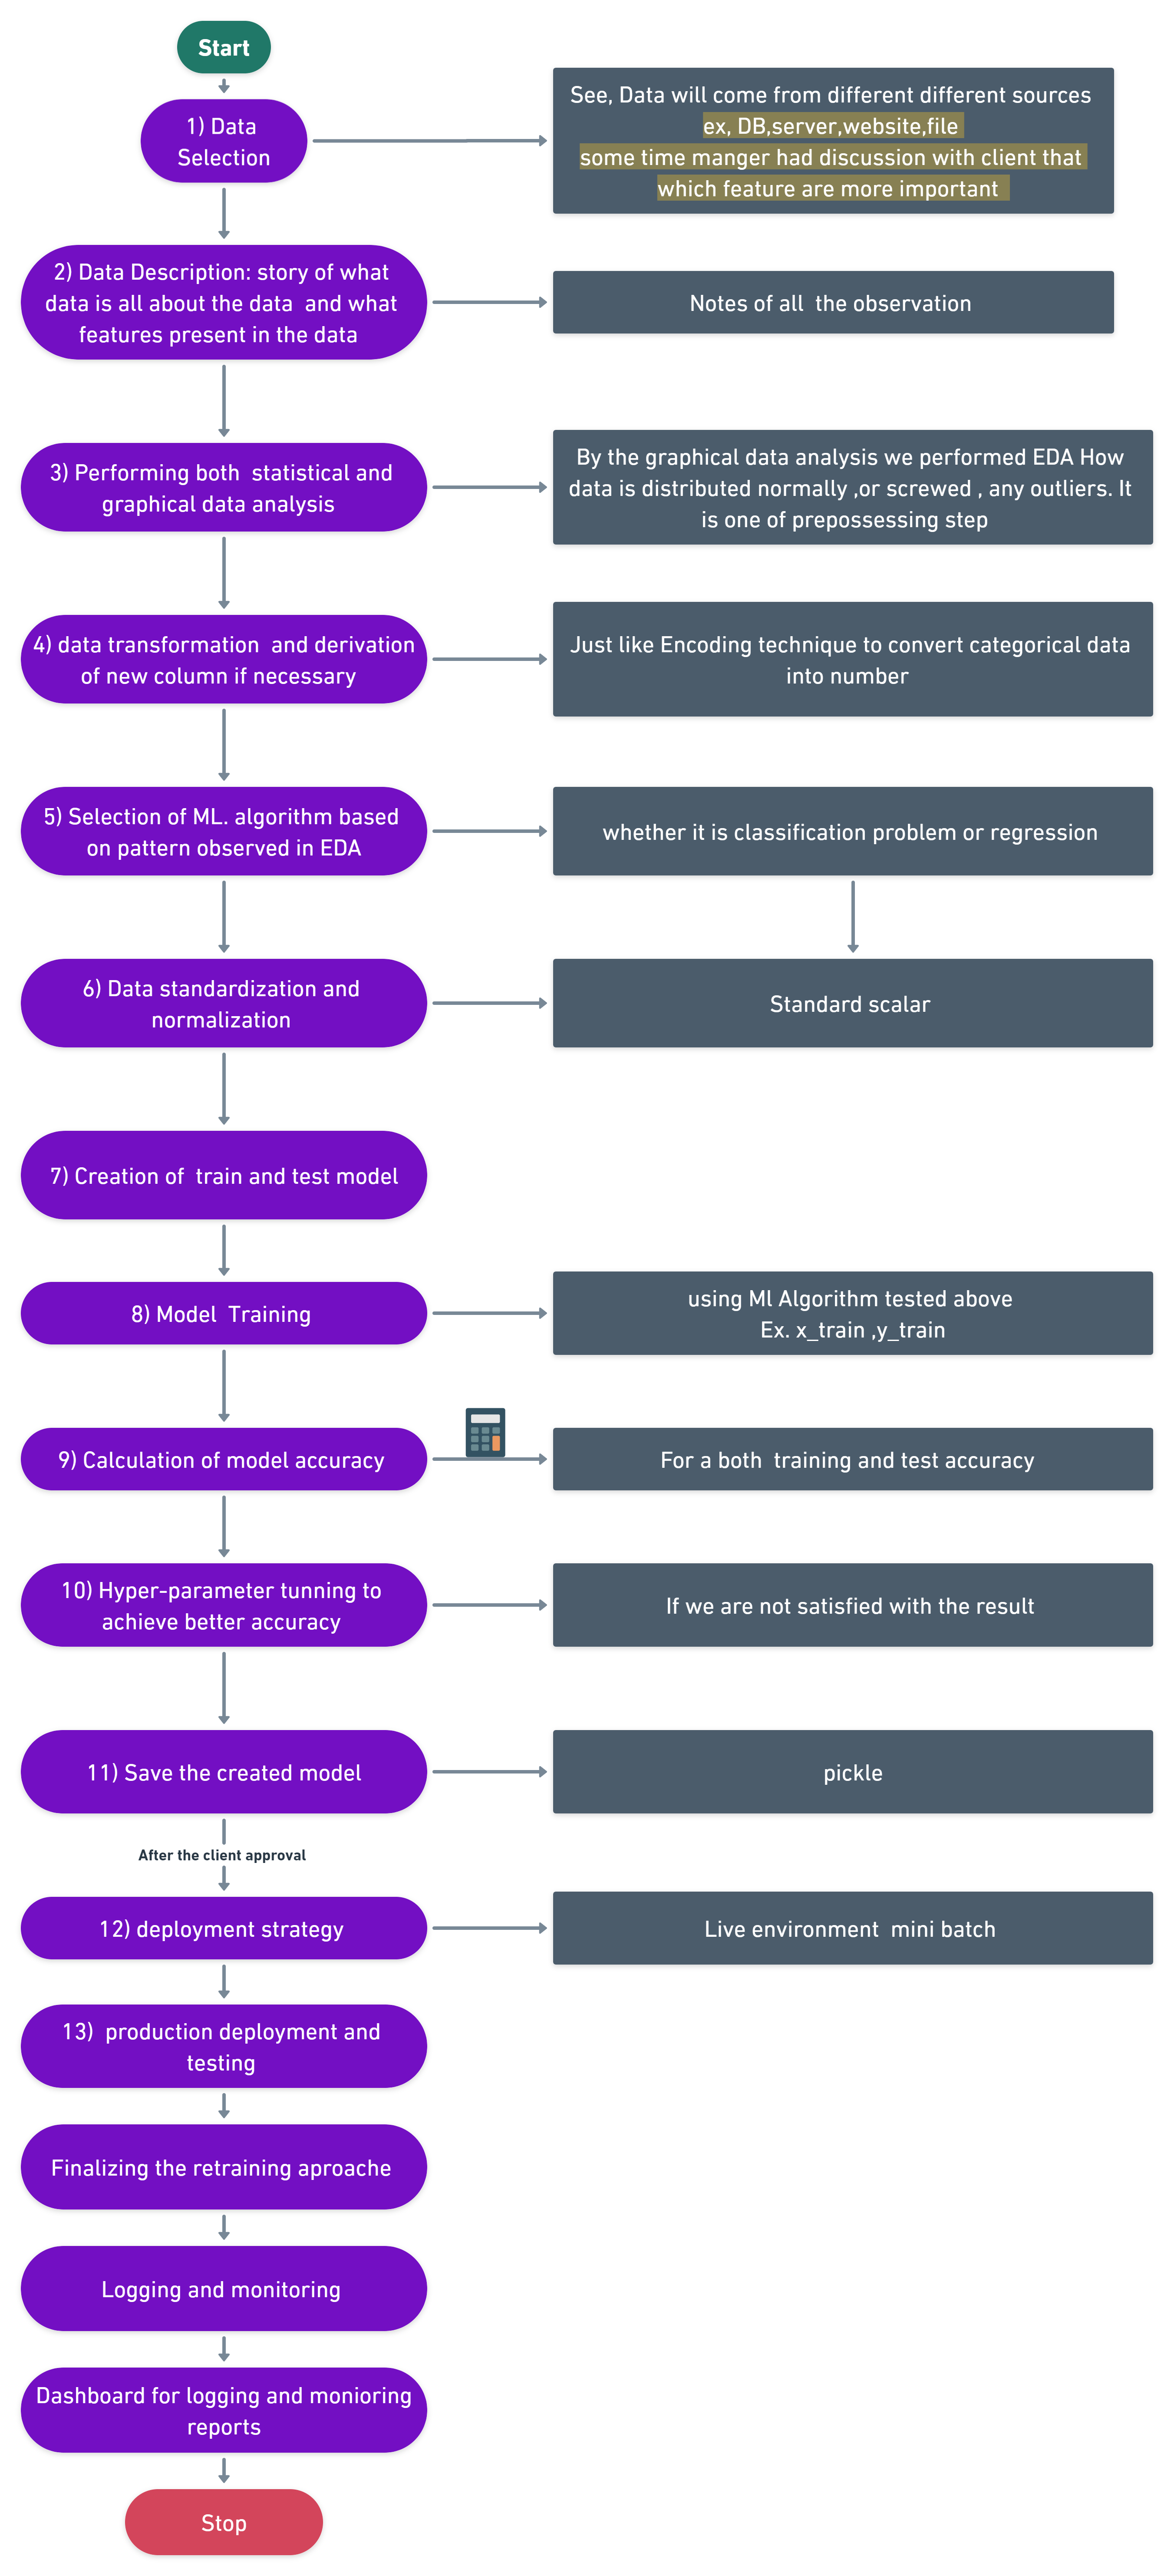 Start
1) Data
Selection
See, Data will come from different different sources
ex, DB,server,website,file
some time manger had discussion with client that
which feature are more important
2) Data Description: story of what
data is all about the data  and what
features present in the data
Notes of all  the observation
3) Performing both  statistical and
graphical data analysis
By the graphical data analysis we performed EDA How
data is distributed normally ,or screwed , any outliers. It
is one of prepossessing step
4) data transformation  and derivation
of new column if necessary
Just like Encoding technique to convert categorical data
into number
5) Selection of ML. algorithm based
on pattern observed in EDA
whether it is classification problem or regression
6) Data standardization and
normalization
Standard scalar
7) Creation of  train and test model
8) Model  Training
using Ml Algorithm tested above
Ex. x_train ,y_train
9) Calculation of model accuracy
For a both  training and test accuracy
10) Hyper-parameter tunning to
achieve better accuracy
If we are not satisfied with the result
11) Save the created model
pickle
After the client approval
12) deployment strategy
Live environment  mini batch
13)  production deployment and
testing
Finalizing the retraining aproache
Logging and monitoring
Dashboard for logging and monioring
reports
Stop